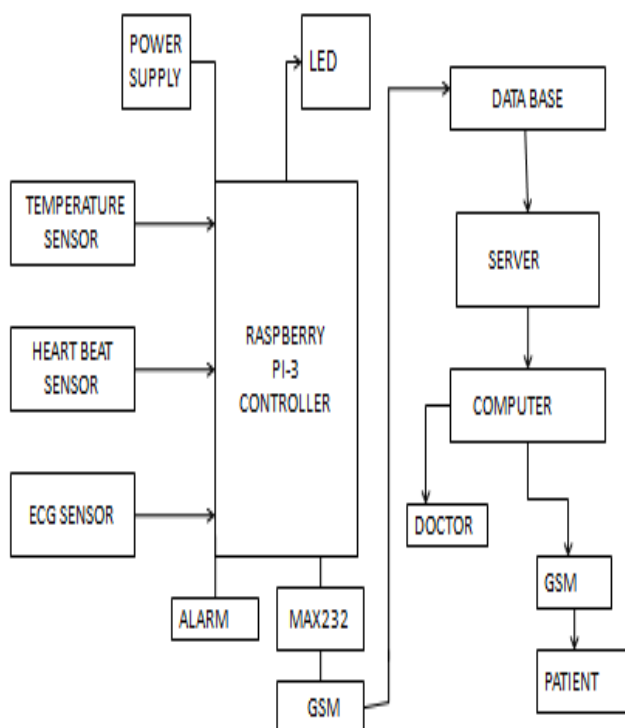 POWER
SUPPLY
LED
DATA BASE
TEMPERATURE
SENSOR
SERVER
HEART BEAT
SENSOR
RASPBERRY
PI-3
CONTROLLER
COMPUTER
ECG SENSOR
DOCTOR
GSM
ALARM
MAX232
PATIENT
GSM